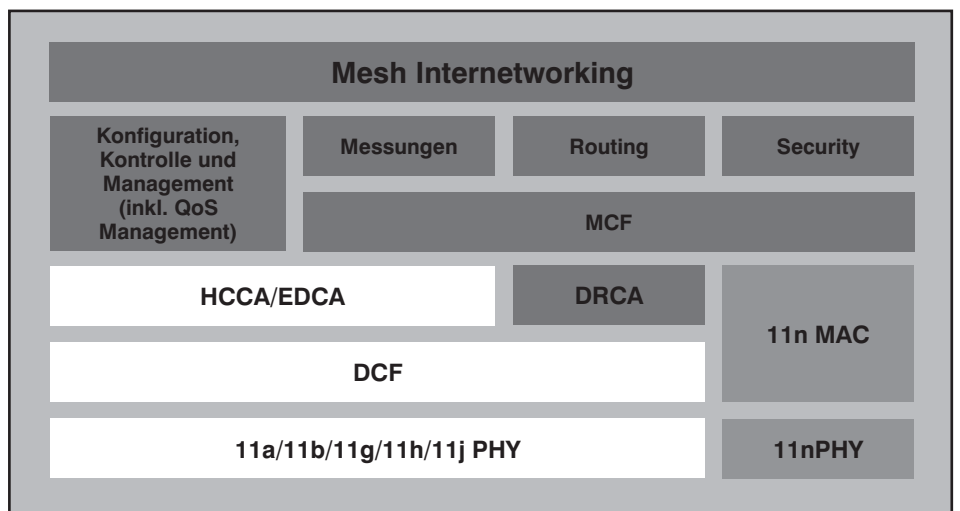 Mesh Internetworking
Konfiguration,
Kontrolle und
Management
(inkl. QoS
Management)
Messungen
Routing
Security
MCF
HCCA/EDCA
DRCA
11n MAC
DCF
11a/11b/11g/11h/11j PHY
11nPHY